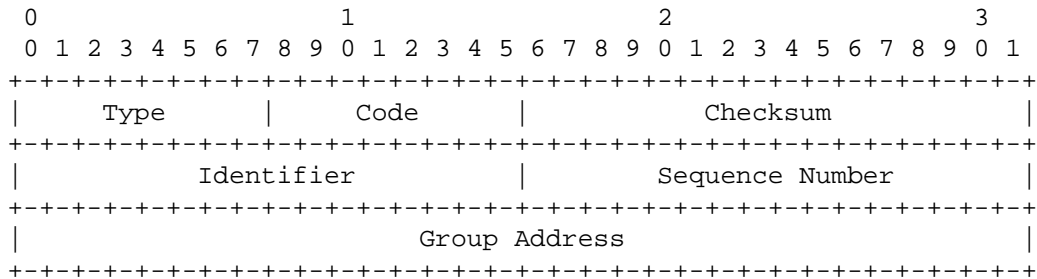 0                   1                   2                   3
 0 1 2 3 4 5 6 7 8 9 0 1 2 3 4 5 6 7 8 9 0 1 2 3 4 5 6 7 8 9 0 1
+-+-+-+-+-+-+-+-+-+-+-+-+-+-+-+-+-+-+-+-+-+-+-+-+-+-+-+-+-+-+-+-+
|     Type      |     Code      |           Checksum            |
+-+-+-+-+-+-+-+-+-+-+-+-+-+-+-+-+-+-+-+-+-+-+-+-+-+-+-+-+-+-+-+-+
|           Identifier          |        Sequence Number        |
+-+-+-+-+-+-+-+-+-+-+-+-+-+-+-+-+-+-+-+-+-+-+-+-+-+-+-+-+-+-+-+-+
|                         Group Address                         |
+-+-+-+-+-+-+-+-+-+-+-+-+-+-+-+-+-+-+-+-+-+-+-+-+-+-+-+-+-+-+-+-+